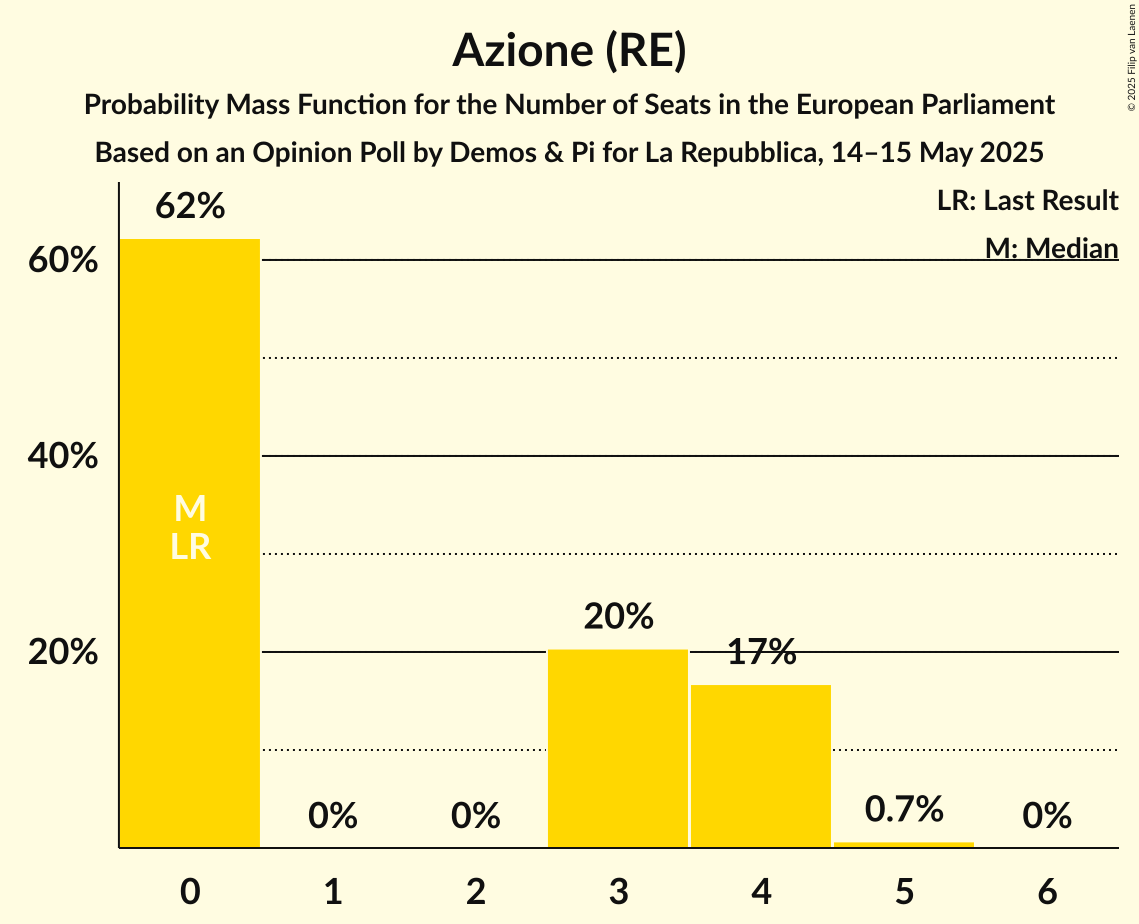 Azione (RE)
Probability Mass Function for the Number of Seats in the European Parliament
Based on an Opinion Poll by Demos & Pi for La Repubblica, 14–15 May 2025
© 2025 Filip van Laenen
LR: Last Result
M: Median
62%
60%
40%
M
LR
20%
20%
17%
0%
0%
0.7%
0%
0
1
2
3
4
5
6